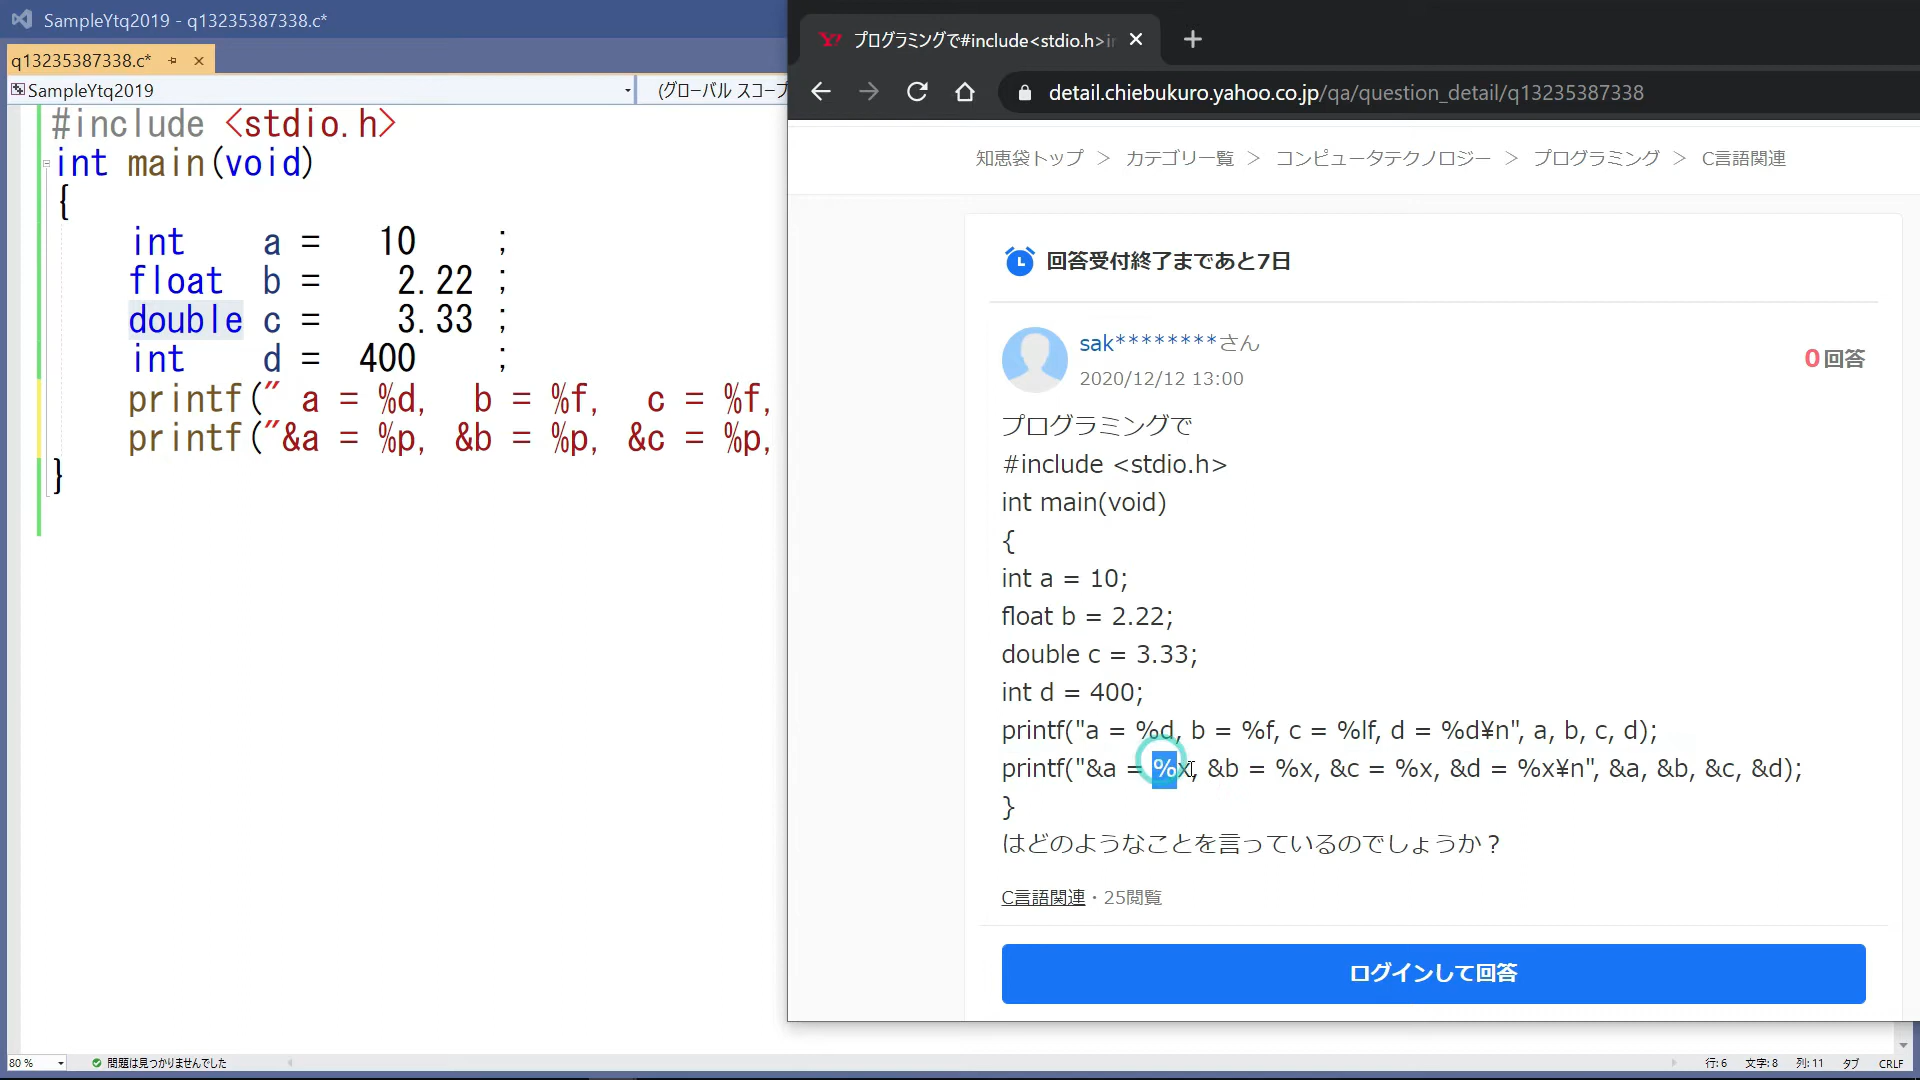 SampleYtq2019 - q13235387338.c*
q13235387338.c*
SampleYtq2019
(グローバル スコープ
#include <stdio.h>
int main(void)
{
int a = 10 ;
float b = 2.22 ;
double c = 3.33 ;
int d = 400 ;
printf(" a = %d, b = %f, c = %f,
printf("&a = %p, &b = %p, &c = %p,
}
80 %
問題は見つかりませんでした
プログラミングで#include<stdio.h>i
detail.chiebukuro.yahoo.co.jp/qa/question_detail/q13235387338
知恵袋トップ > カテゴリ一覧 > コンピュータテクノロジー > プログラミング > C言語関連
回答受付終了まであと7日
sak********さん
2020/12/12 13:00
0回答
プログラミングで
#include <stdio.h>
int main(void)
{
int a = 10;
float b = 2.22;
double c = 3.33;
int d = 400;
printf("a = %d, b = %f, c = %lf, d = %d¥n", a, b, c, d);
printf("&a = %x, &b = %x, &c = %x, &d = %x¥n", &a, &b, &c, &d);
}
はどのようなことを言っているのでしょうか？
C言語関連・25閲覧
ログインして回答
行: 6 文字: 8 列: 11 タブ CRLF